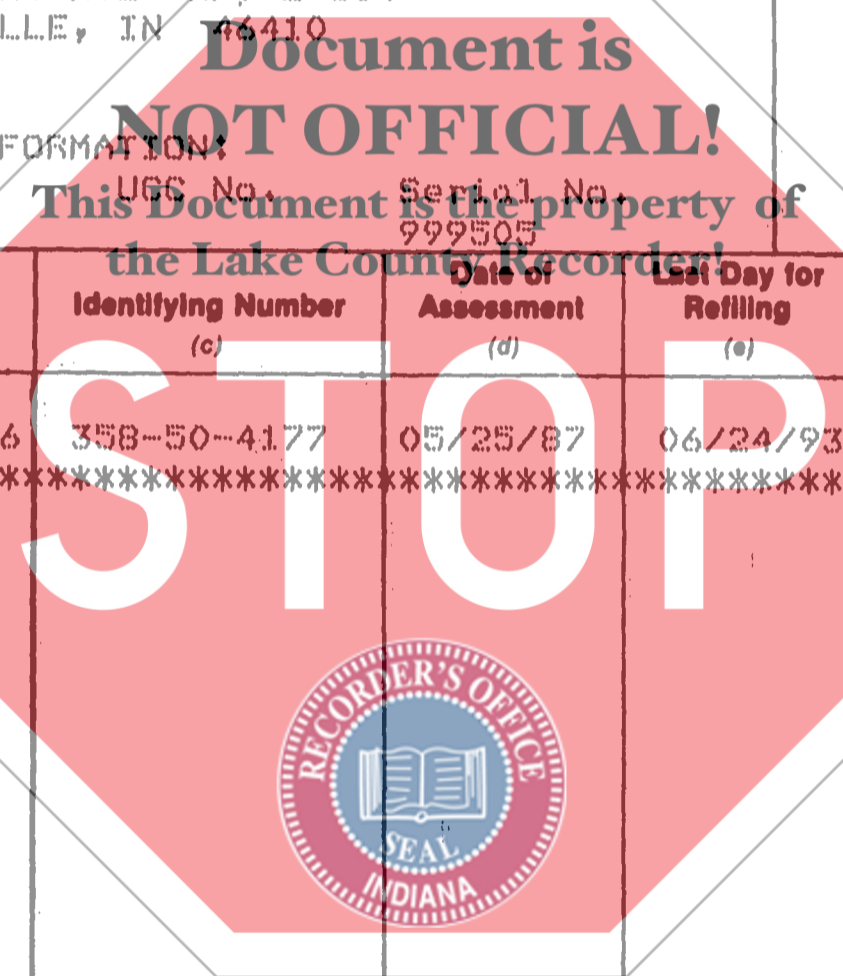 LLE, IN 46410
Document is
NOT OFFICIAL!
FORMATION:
UCC No. Serial No.
This Document is the property of
999505
the Lake County Recorder!
Identifying Number
(c)
Date of
Assessment
(d)
Last Day for
Refiling
(e)
6 358-50-4177 05/25/87 06/24/93
****************************************************
STOP
RECORDER'S OFFICE
SEAL
INDIANA